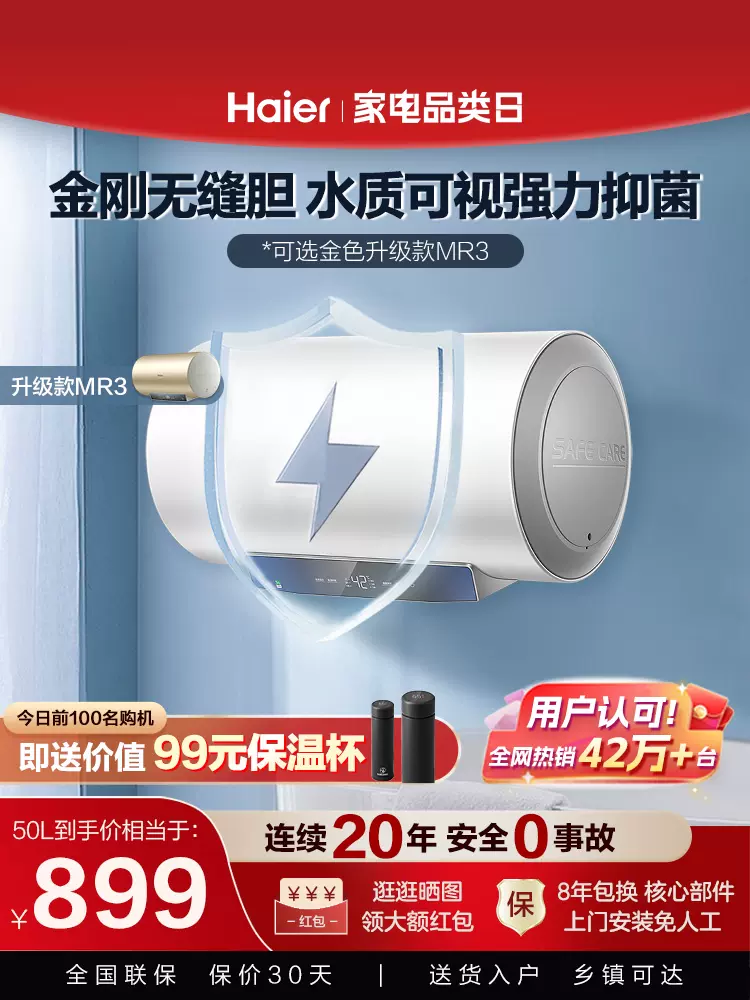 Haier 家电品类日
金刚无缝胆 水质可视强力抑菌
*可选金色升级款MR3
升级款MR3
SAFE CARE
42℃
今日前100名购机
即送价值 99元保温杯
用户认可!
全网热销42万+台
50L到手价相当于:
¥899
连续20年 安全0事故
¥¥¥
-红包-
逛逛晒图
领大额红包
保
8年包换 核心部件
上门安装免人工
全国联保 保价30天 | 送货入户 乡镇可达